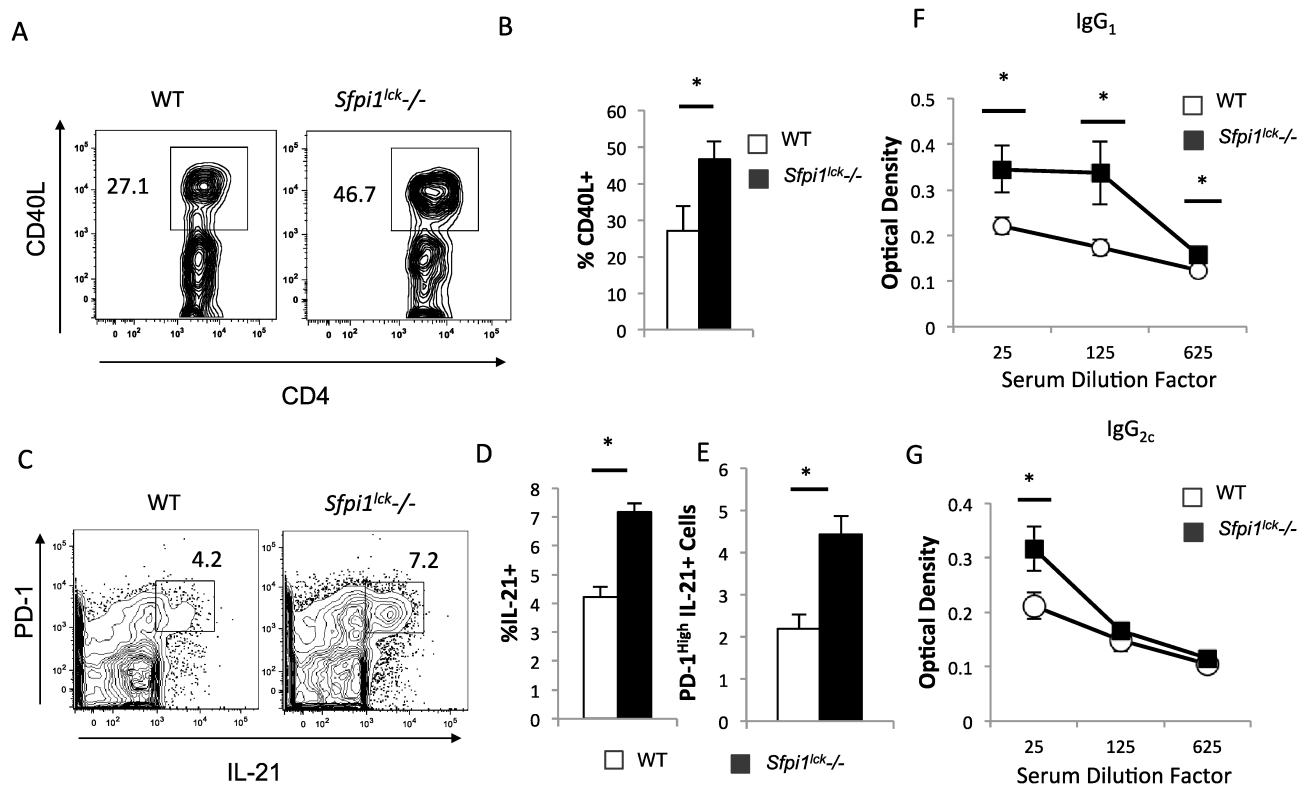 A
WT
Sfpi1lck-/-
CD40L
10⁵
10⁴
10³
10²
0
27.1
0 10² 10³ 10⁴ 10⁵
10⁵
10⁴
10³
10²
0
46.7
0 10² 10³ 10⁴ 10⁵
CD4
B
*
% CD40L+
60
50
40
30
20
10
0
WT
Sfpi1lck-/-
C
WT
Sfpi1lck-/-
PD-1
10⁵
10⁴
10³
10²
0
4.2
0 10² 10³ 10⁴ 10⁵
10⁵
10⁴
10³
10²
0
7.2
0 10² 10³ 10⁴ 10⁵
IL-21
D
*
%IL-21+
8
7
6
5
4
3
2
1
0
E
*
PD-1High IL-21+ Cells
6
5
4
3
2
1
0
WT
Sfpi1lck-/-
F
IgG₁
* * *
WT
Sfpi1lck-/-
Optical Density
0.5
0.4
0.3
0.2
0.1
0
25 125 625
Serum Dilution Factor
G
IgG₂c
*
WT
Sfpi1lck-/-
Optical Density
0.4
0.3
0.2
0.1
0
25 125 625
Serum Dilution Factor